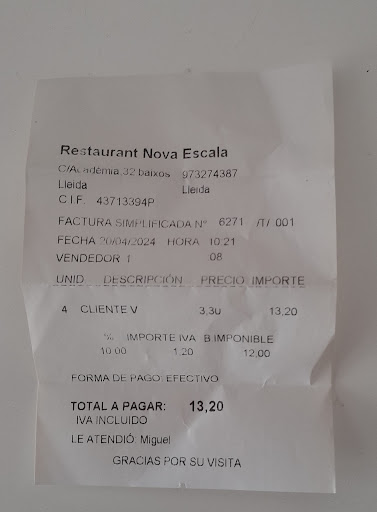 Restaurant Nova Escala
C/Acadèmia,32 baixos 973274387
Lleida Lleida
C.I.F. 43713394P
FACTURA SIMPLIFICADA Nº 6271 /T/ 001
FECHA 20/04/2024 HORA 10:21
VENDEDOR 1 08
UNID. DESCRIPCIÓN PRECIO IMPORTE
4 CLIENTE V 3,30 13,20
% IMPORTE IVA B.IMPONIBLE
10.00 1,20 12,00
FORMA DE PAGO: EFECTIVO
TOTAL A PAGAR: 13,20
IVA INCLUIDO
LE ATENDIÓ: Miguel
GRACIAS POR SU VISITA